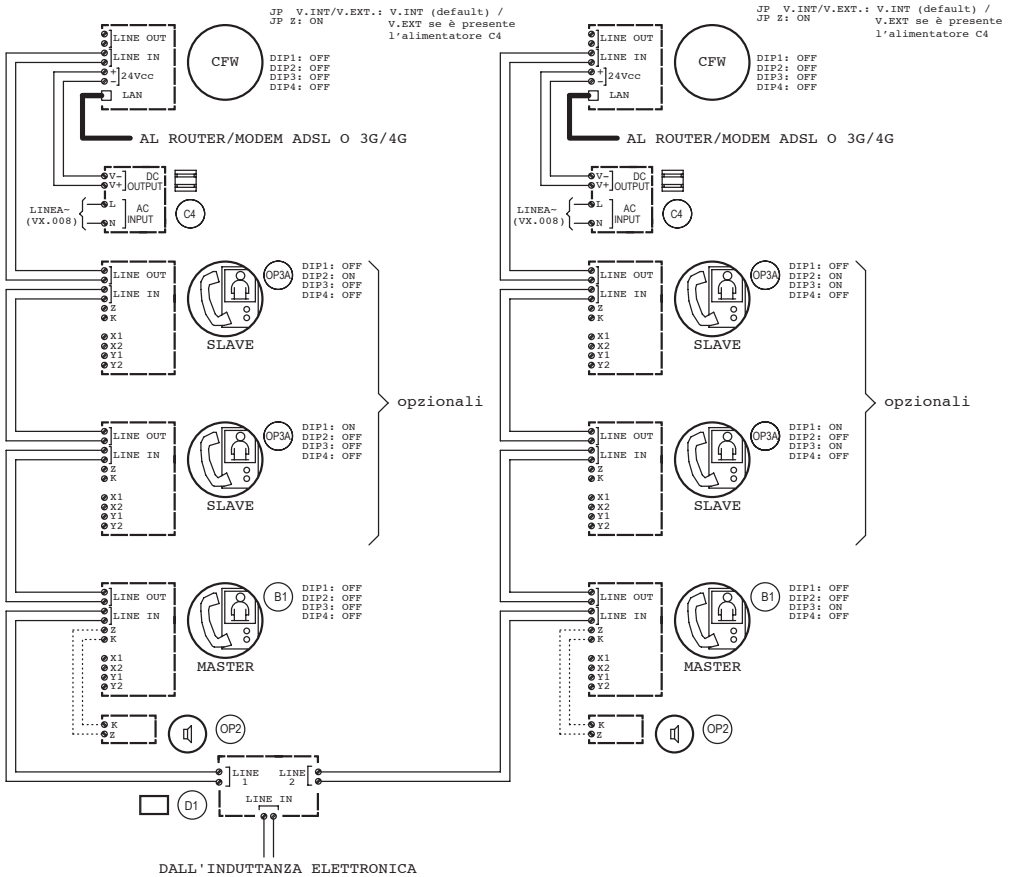 JP V.INT/V.EXT.: V.INT (default) /
JP Z: ON V.EXT se è presente
l'alimentatore C4
LINE OUT
LINE IN
+
24Vcc
-
LAN
CFW
DIP1: OFF
DIP2: OFF
DIP3: OFF
DIP4: OFF
AL ROUTER/MODEM ADSL O 3G/4G
V-
V+
DC
OUTPUT
L
N
AC
INPUT
LINEA~
(VX.008)
C4
LINE OUT
LINE IN
Z
K
X1
X2
Y1
Y2
SLAVE
OP3A
DIP1: OFF
DIP2: ON
DIP3: OFF
DIP4: OFF
opzionali
LINE OUT
LINE IN
Z
K
X1
X2
Y1
Y2
SLAVE
OP3A
DIP1: ON
DIP2: OFF
DIP3: OFF
DIP4: OFF
LINE OUT
LINE IN
Z
K
X1
X2
Y1
Y2
MASTER
B1
DIP1: OFF
DIP2: OFF
DIP3: OFF
DIP4: OFF
K
Z
OP2
JP V.INT/V.EXT.: V.INT (default) /
JP Z: ON V.EXT se è presente
l'alimentatore C4
LINE OUT
LINE IN
+
24Vcc
-
LAN
CFW
DIP1: OFF
DIP2: OFF
DIP3: OFF
DIP4: OFF
AL ROUTER/MODEM ADSL O 3G/4G
V-
V+
DC
OUTPUT
L
N
AC
INPUT
LINEA~
(VX.008)
C4
LINE OUT
LINE IN
Z
K
X1
X2
Y1
Y2
SLAVE
OP3A
DIP1: OFF
DIP2: ON
DIP3: ON
DIP4: OFF
opzionali
LINE OUT
LINE IN
Z
K
X1
X2
Y1
Y2
SLAVE
OP3A
DIP1: ON
DIP2: OFF
DIP3: ON
DIP4: OFF
LINE OUT
LINE IN
Z
K
X1
X2
Y1
Y2
MASTER
B1
DIP1: OFF
DIP2: OFF
DIP3: ON
DIP4: OFF
K
Z
OP2
LINE
1
LINE
2
LINE IN
D1
DALL'INDUTTANZA ELETTRONICA